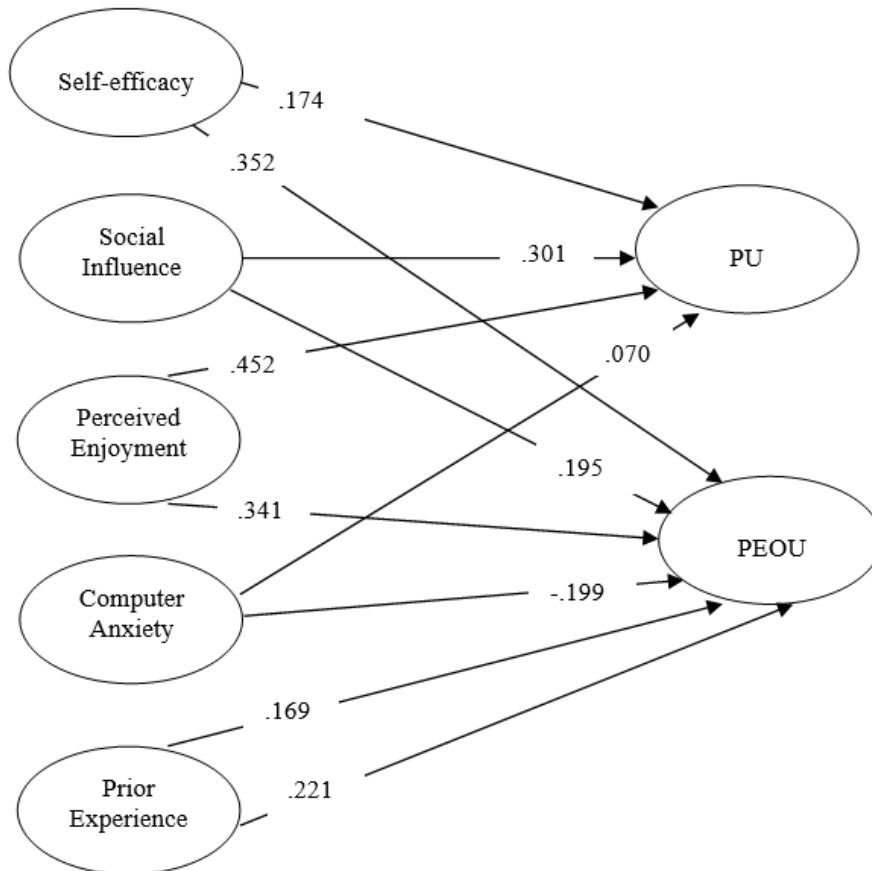 Self-efficacy
.174
.352
Social
Influence
.301
PU
.452
.070
Perceived
Enjoyment
.195
.341
PEOU
Computer
Anxiety
-.199
.169
Prior
Experience
.221